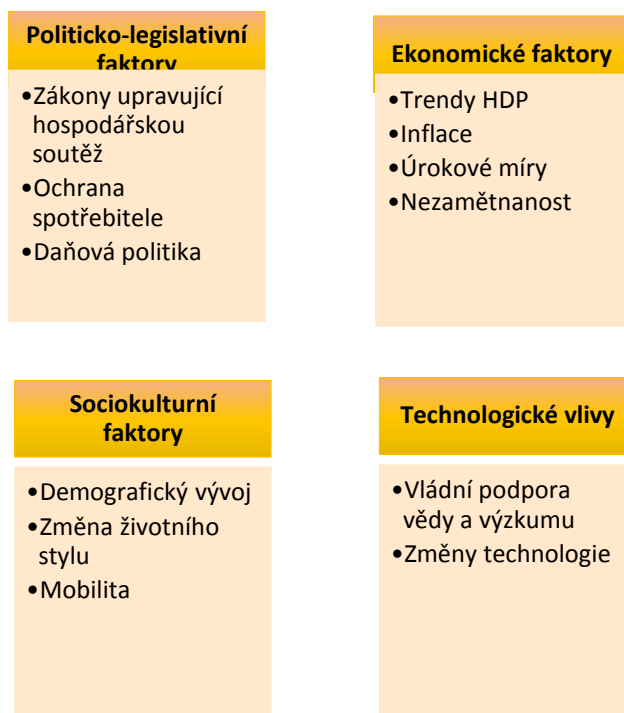 Politicko-legislativní
faktory
•Zákony upravující
hospodářskou
soutěž
•Ochrana
spotřebitele
•Daňová politika
Ekonomické faktory
•Trendy HDP
•Inflace
•Úrokové míry
•Nezamětnanost
Sociokulturní
faktory
•Demografický vývoj
•Změna životního
stylu
•Mobilita
Technologické vlivy
•Vládní podpora
vědy a výzkumu
•Změny technologie